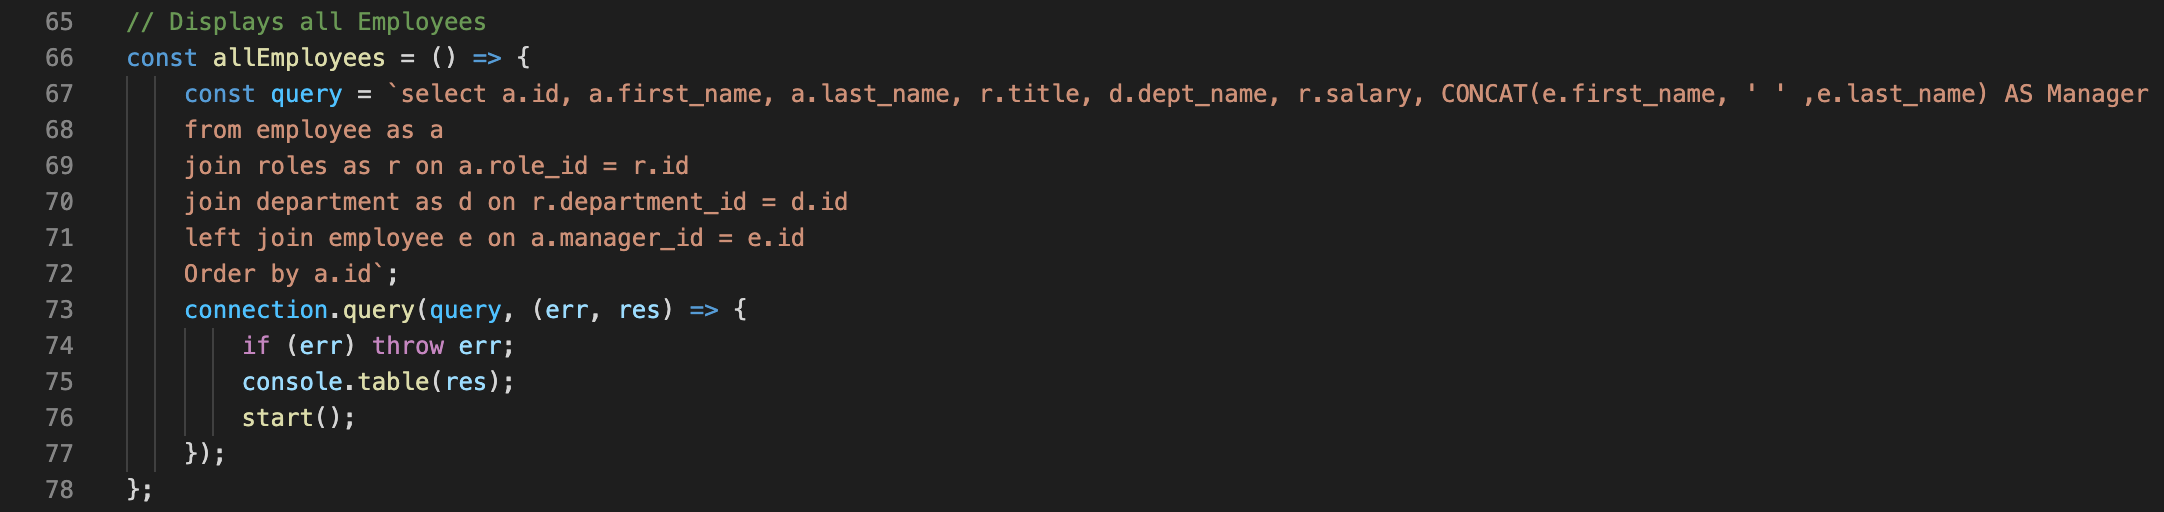 65 // Displays all Employees
66 const allEmployees = () => {
67 const query = `select a.id, a.first_name, a.last_name, r.title, d.dept_name, r.salary, CONCAT(e.first_name, ' ' ,e.last_name) AS Manager
68 from employee as a
69 join roles as r on a.role_id = r.id
70 join department as d on r.department_id = d.id
71 left join employee e on a.manager_id = e.id
72 Order by a.id`;
73 connection.query(query, (err, res) => {
74 if (err) throw err;
75 console.table(res);
76 start();
77 });
78 };